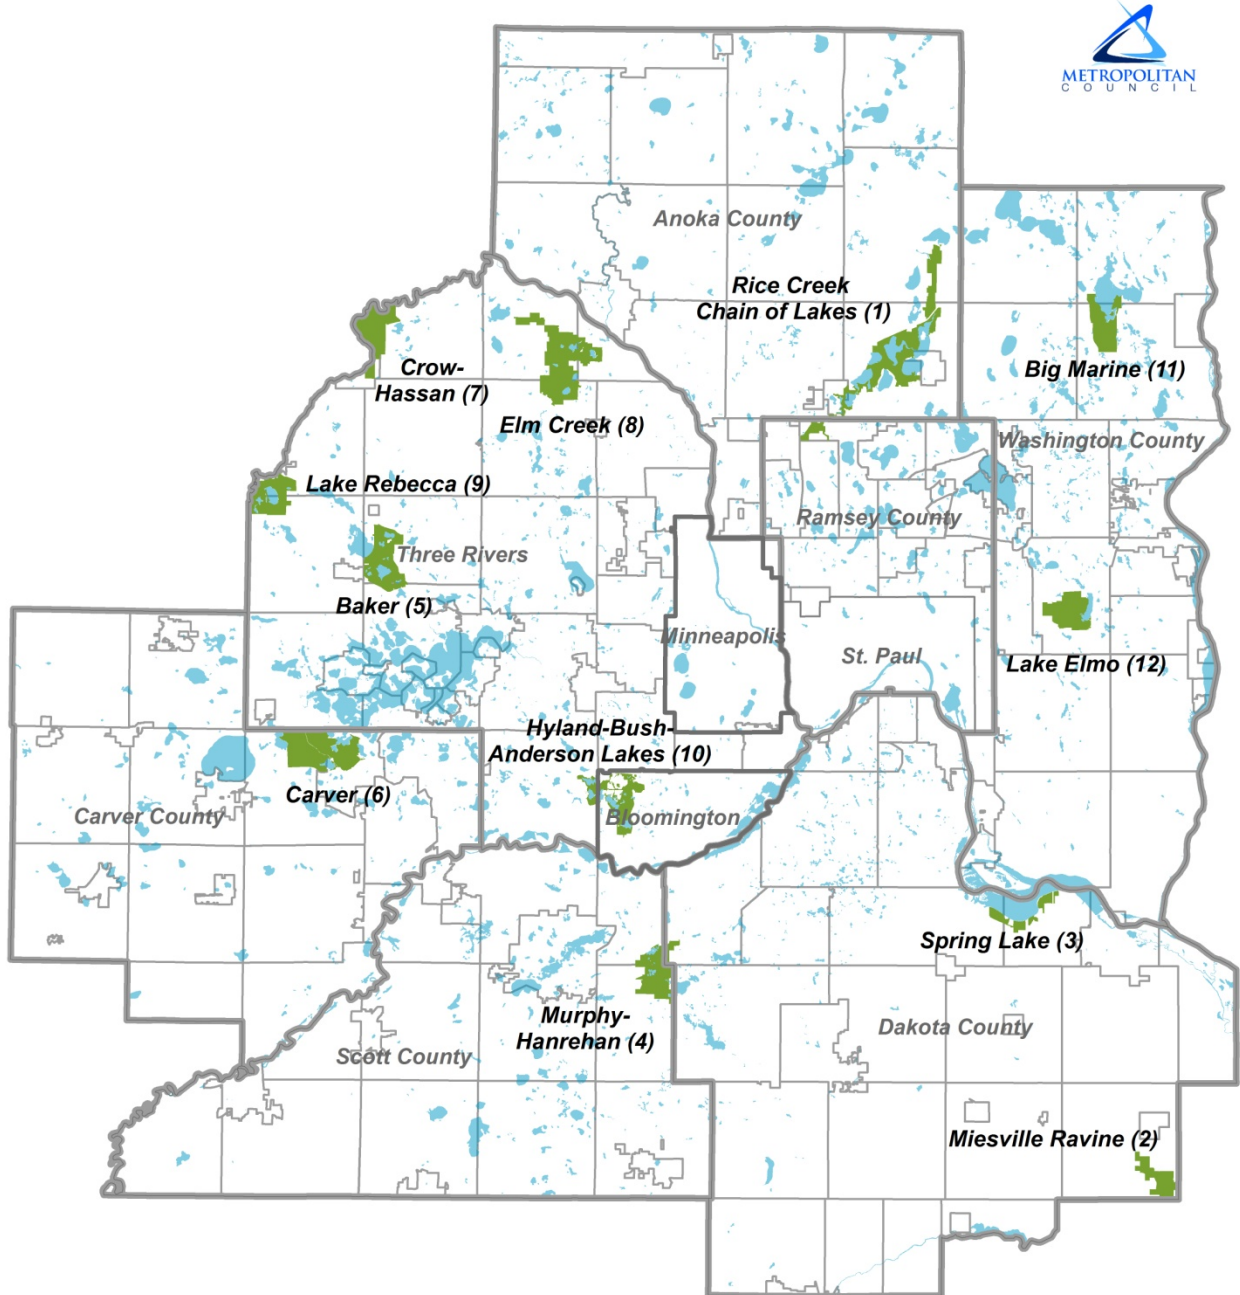 METROPOLITAN
COUNCIL
Anoka County
Rice Creek
Chain of Lakes (1)
Crow-
Hassan (7)
Big Marine (11)
Elm Creek (8)
Washington County
Lake Rebecca (9)
Ramsey County
Three Rivers
Baker (5)
Minneapolis
St. Paul
Lake Elmo (12)
Hyland-Bush-
Anderson Lakes (10)
Carver (6)
Carver County
Bloomington
Spring Lake (3)
Murphy-
Hanrehan (4)
Dakota County
Scott County
Miesville Ravine (2)